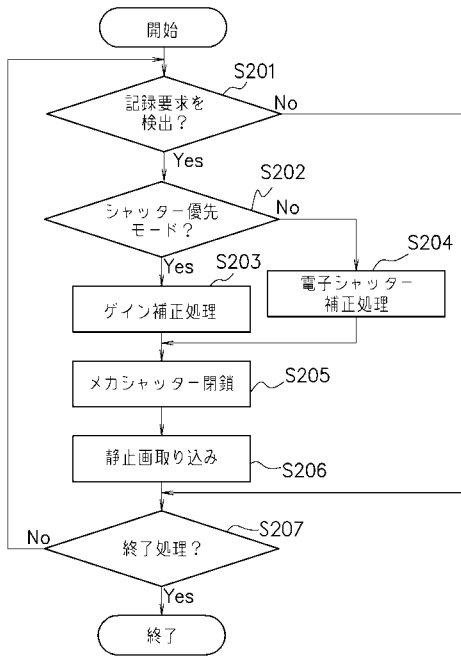 開始
S201
記録要求を
検出？
No
Yes
S202
シャッター優先
モード？
No
Yes
S203
ゲイン補正処理
S204
電子シャッター
補正処理
メカシャッター閉鎖
S205
静止画取り込み
S206
S207
終了処理？
No
Yes
終了